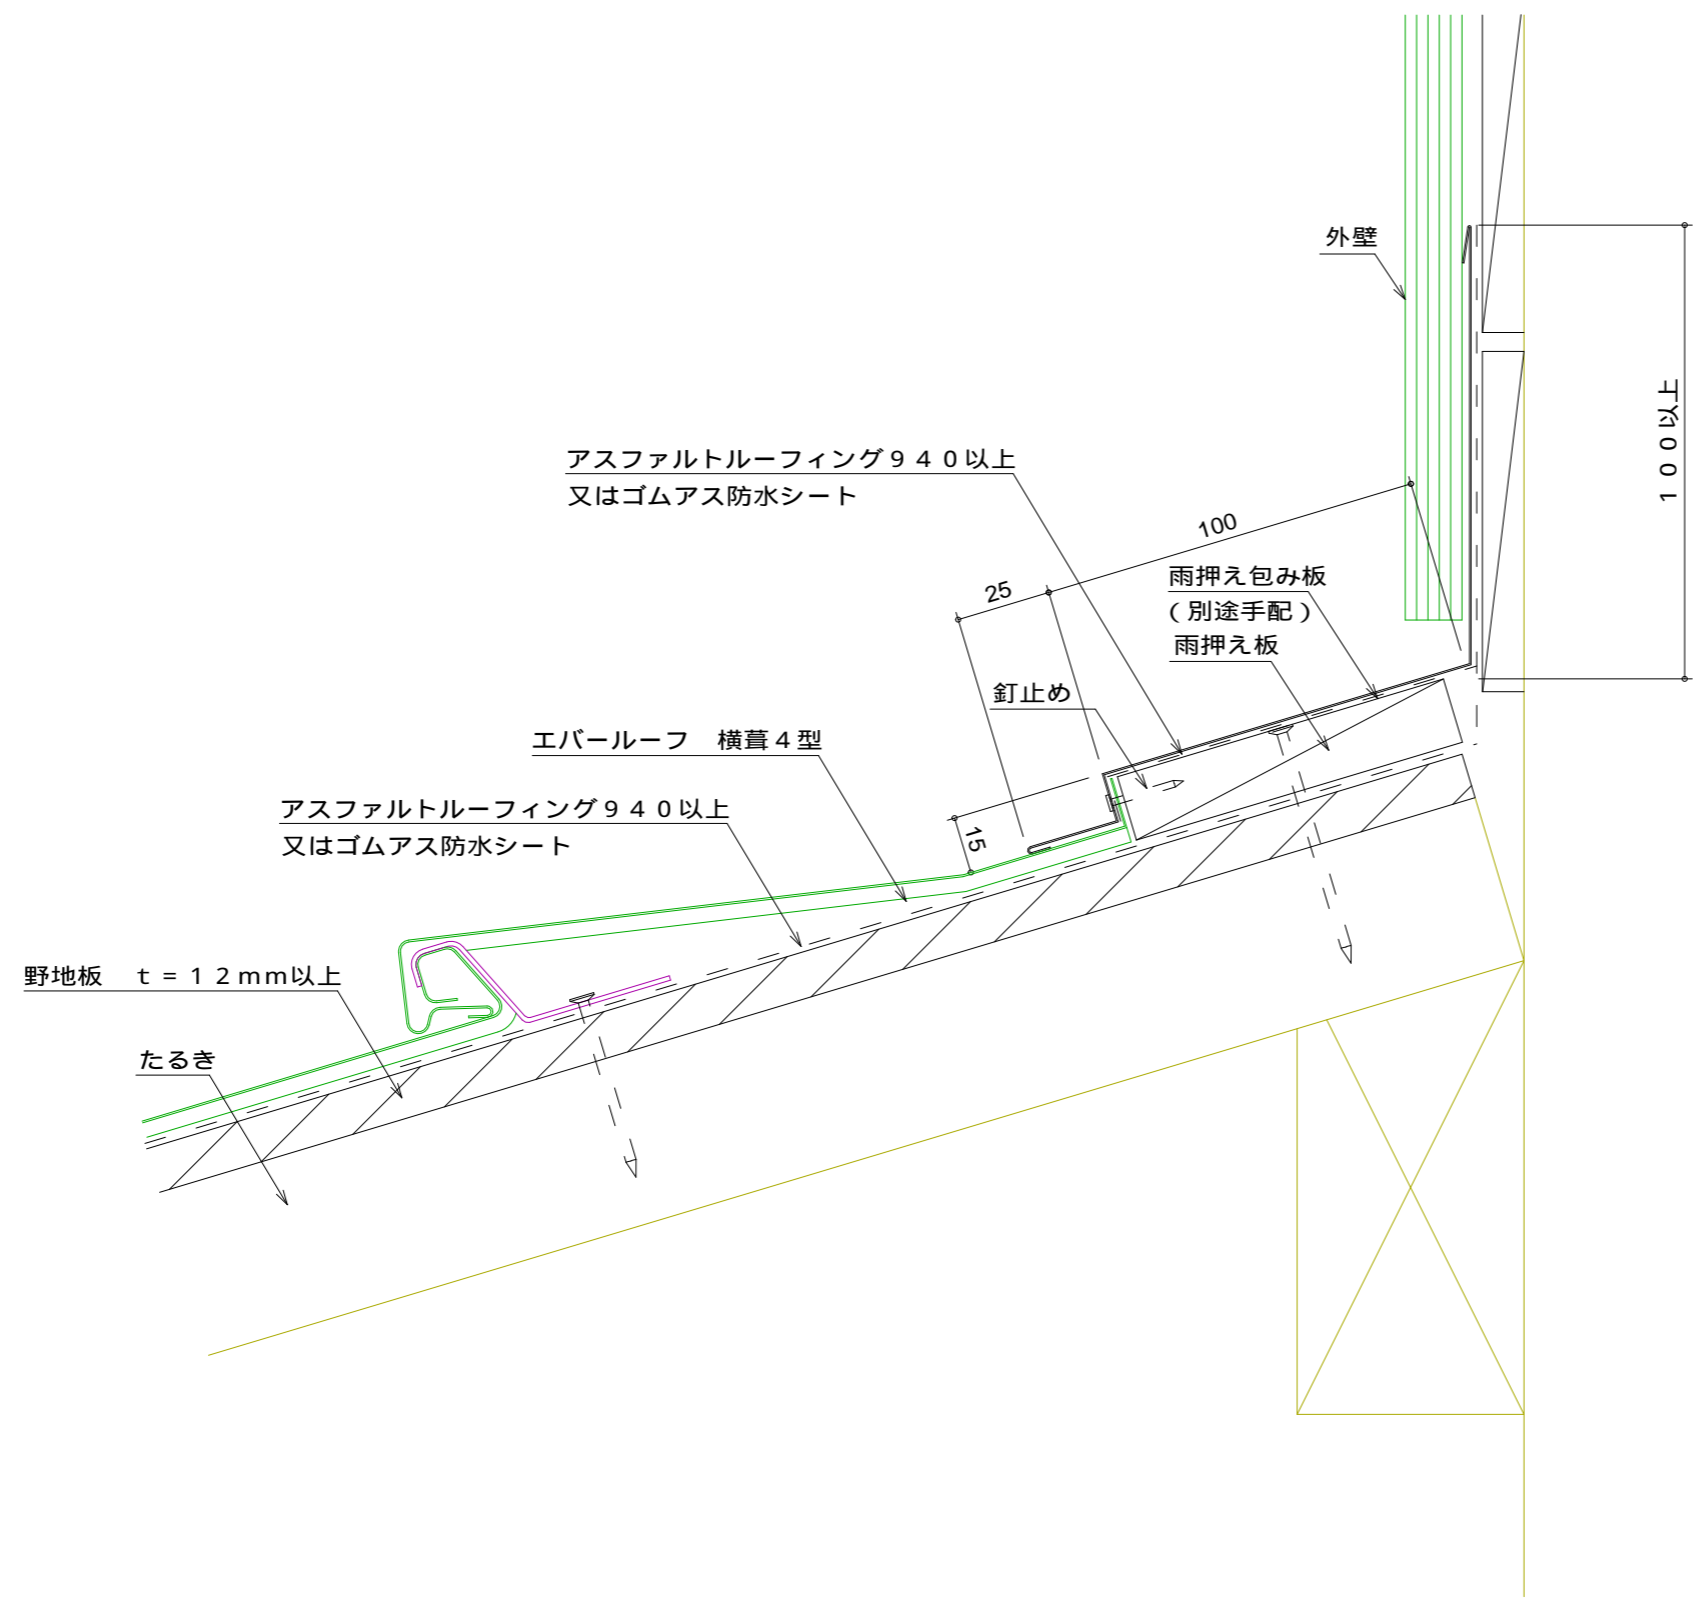 外壁
100以上
アスファルトルーフィング940以上
又はゴムアス防水シート
100
25
雨押え包み板
(別途手配)
雨押え板
釘止め
エバールーフ　横葺4型
アスファルトルーフィング940以上
又はゴムアス防水シート
15
野地板　t=12mm以上
たるき